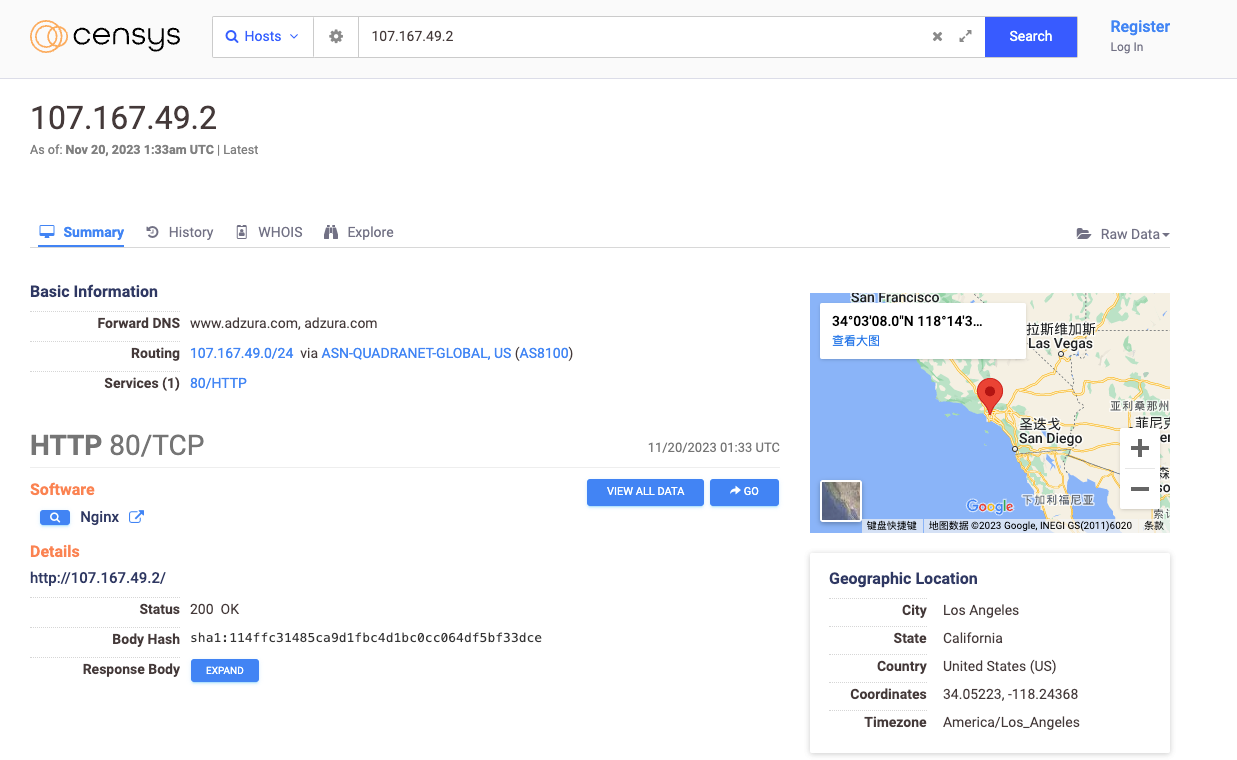 censys
Hosts
107.167.49.2
Search
Register
Log In
107.167.49.2
As of: Nov 20, 2023 1:33am UTC | Latest
Summary
History
WHOIS
Explore
Raw Data
Basic Information
Forward DNS www.adzura.com, adzura.com
Routing 107.167.49.0/24 via ASN-QUADRANET-GLOBAL, US (AS8100)
Services (1) 80/HTTP
HTTP 80/TCP
11/20/2023 01:33 UTC
Software
VIEW ALL DATA
GO
Nginx
Details
http://107.167.49.2/
Status 200 OK
Body Hash sha1:114ffc31485ca9d1fbc4d1bc0cc064df5bf33dce
Response Body EXPAND
San Francisco
34°03'08.0"N 118°14'3...
查看大图
拉斯维加斯
Las Vegas
亚利桑那州
菲尼克
圣迭戈
San Diego
下加利福尼亚
Google
键盘快捷键
地图数据 ©2023 Google, INEGI GS(2011)6020
条款
Geographic Location
City Los Angeles
State California
Country United States (US)
Coordinates 34.05223, -118.24368
Timezone America/Los_Angeles